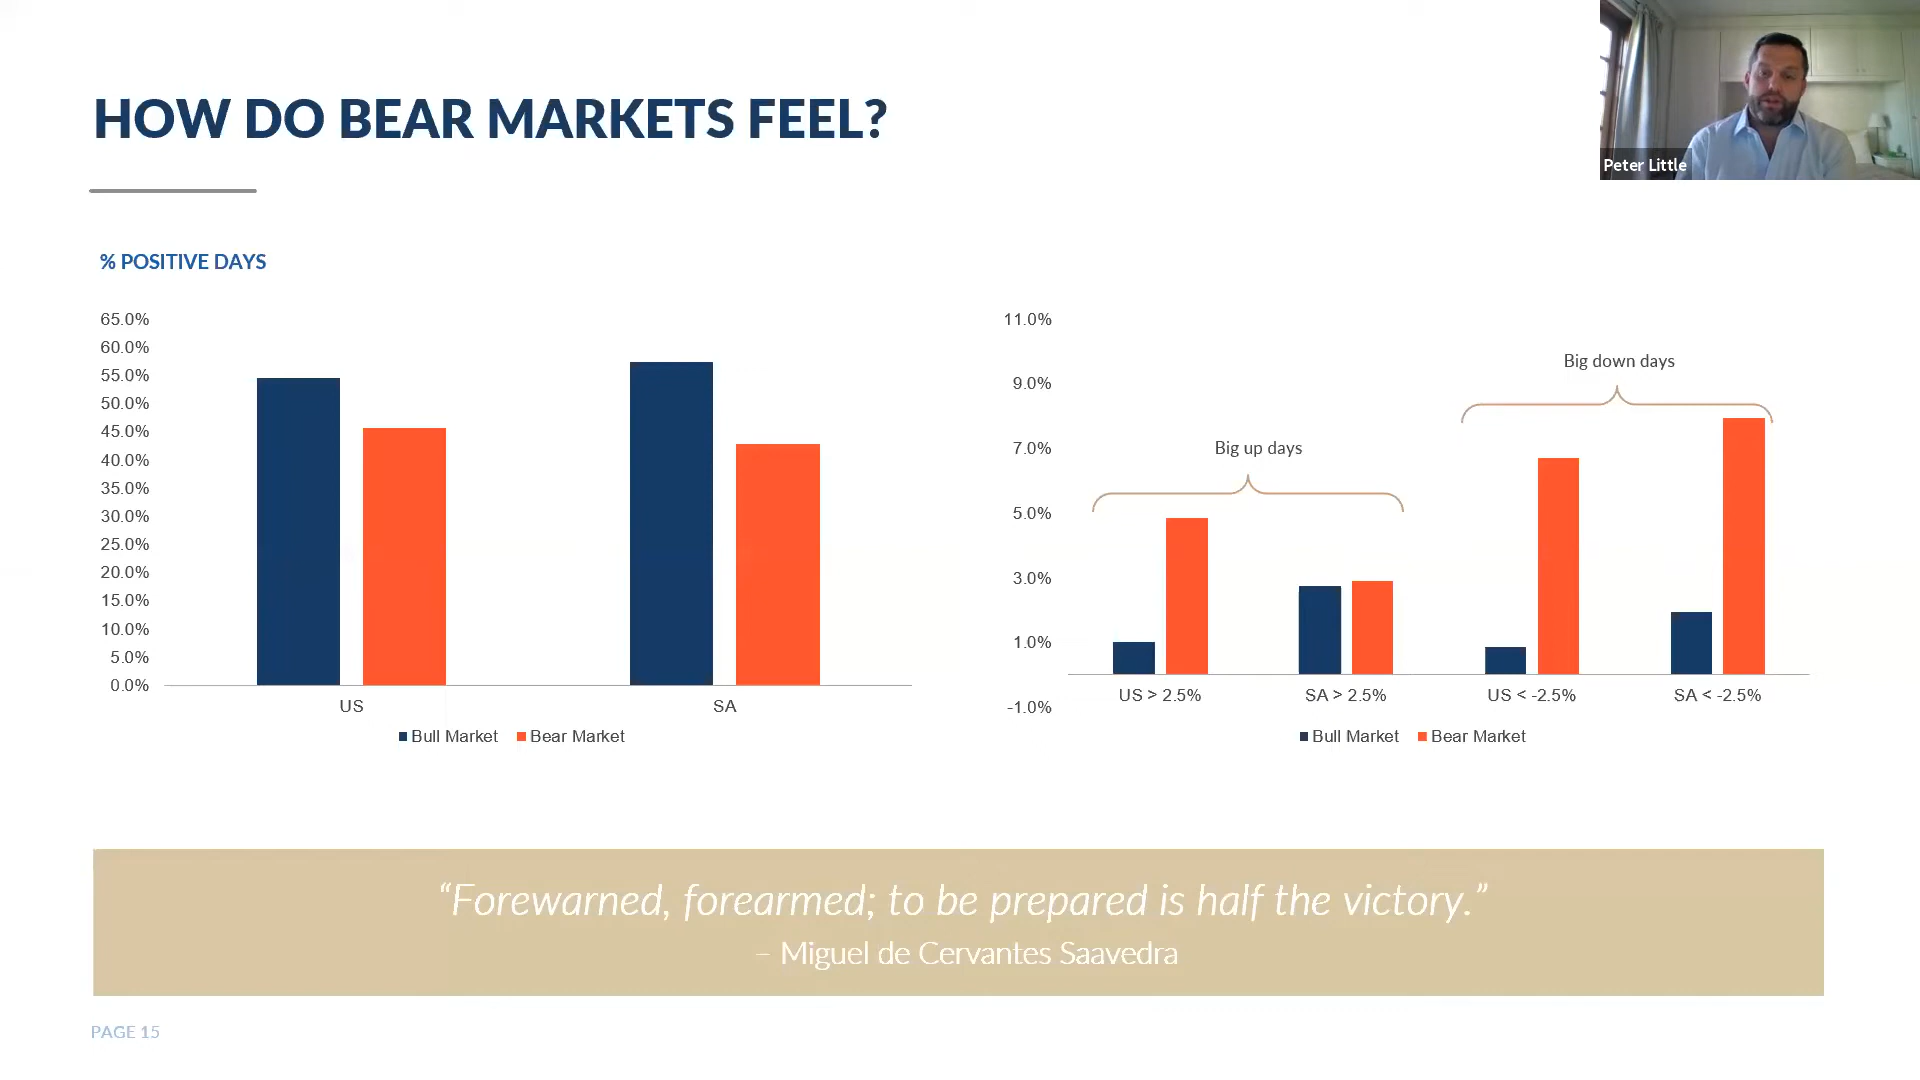 HOW DO BEAR MARKETS FEEL?
Peter Little
% POSITIVE DAYS
65.0%
60.0%
55.0%
50.0%
45.0%
40.0%
35.0%
30.0%
25.0%
20.0%
15.0%
10.0%
5.0%
0.0%
US
SA
Bull Market
Bear Market
11.0%
9.0%
7.0%
5.0%
3.0%
1.0%
-1.0%
Big up days
Big down days
US > 2.5%
SA > 2.5%
US < -2.5%
SA < -2.5%
Bull Market
Bear Market
“Forewarned, forearmed; to be prepared is half the victory.”
– Miguel de Cervantes Saavedra
PAGE 15